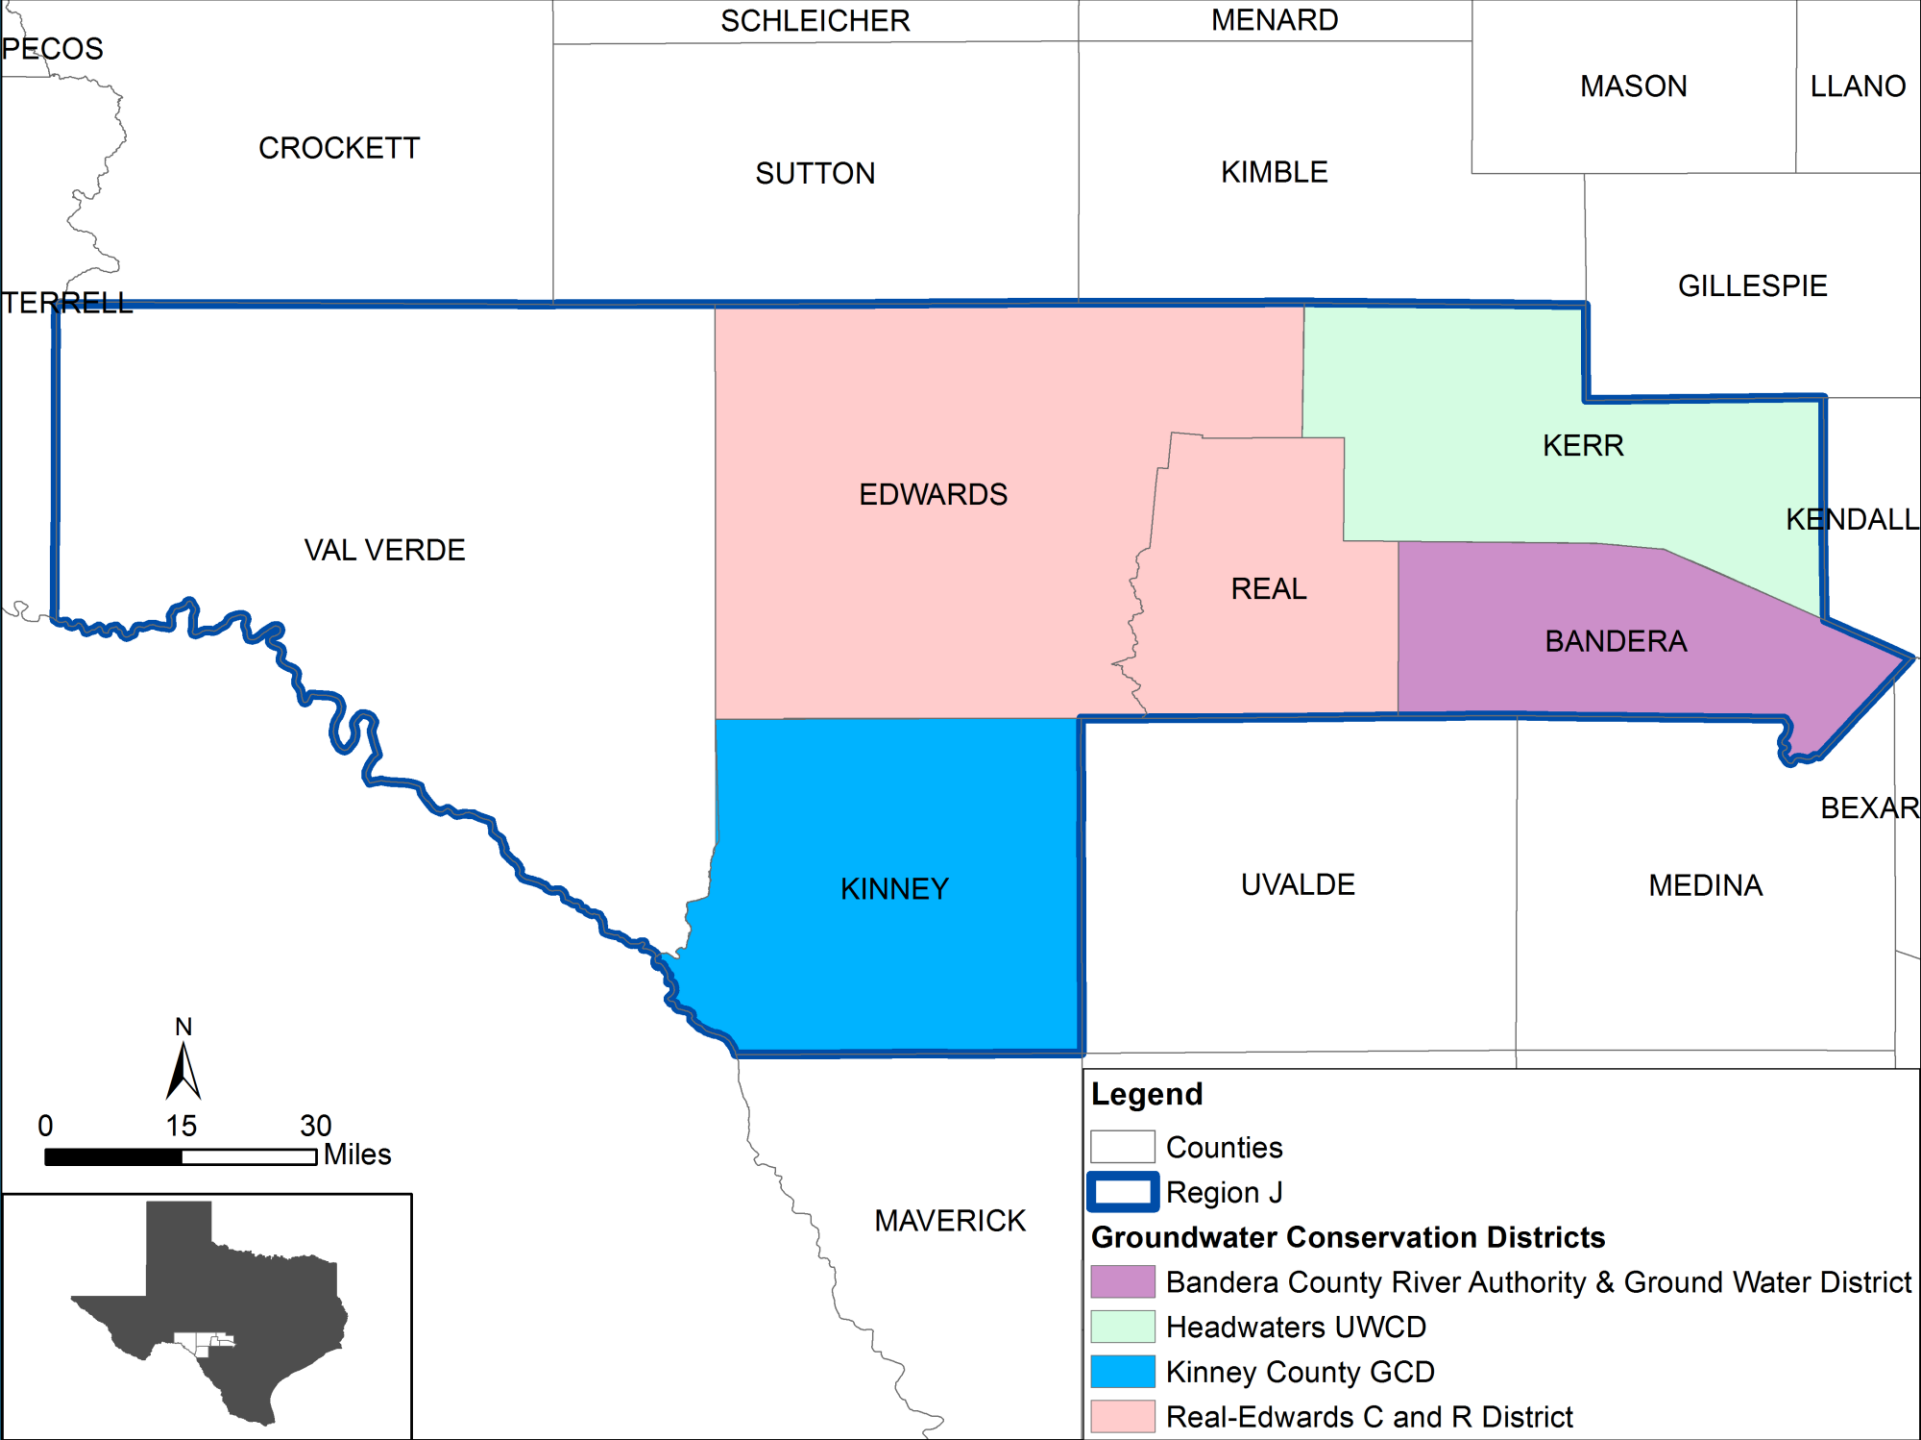 SCHLEICHER
MENARD
PECOS
MASON
LLANO
CROCKETT
SUTTON
KIMBLE
GILLESPIE
TERRELL
KERR
EDWARDS
KENDALL
VAL VERDE
REAL
BANDERA
BEXAR
KINNEY
UVALDE
MEDINA
N
0 15 30
Miles
MAVERICK
Legend
Counties
Region J
Groundwater Conservation Districts
Bandera County River Authority & Ground Water District
Headwaters UWCD
Kinney County GCD
Real-Edwards C and R District